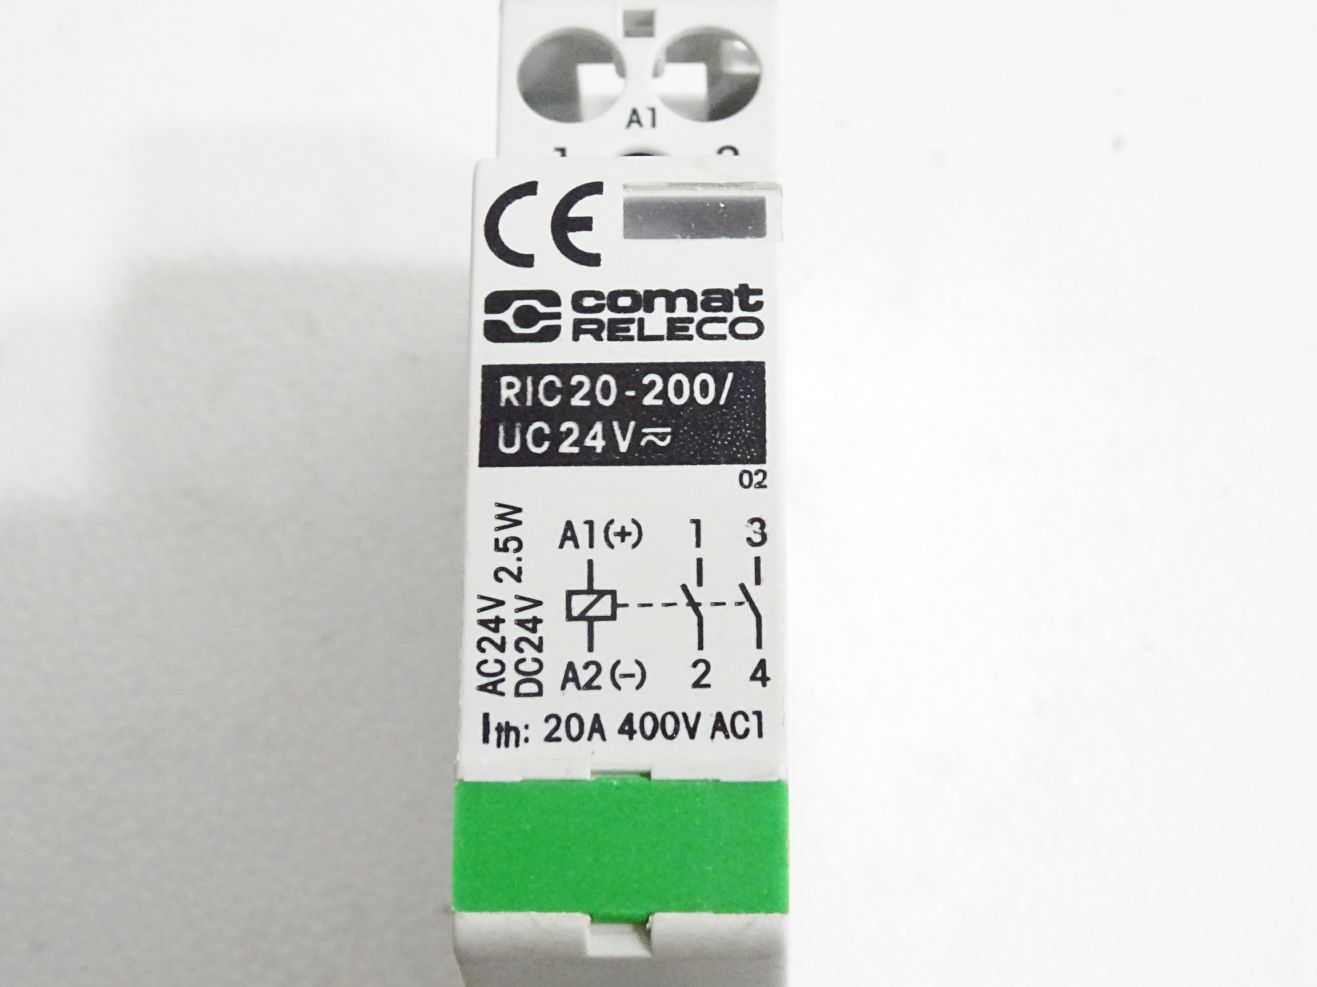 A1
1 2
CE
comat
RELECO
RIC20-200/
UC24V≂
02
AC24V 2.5W
DC24V
A1(+) 1 3
A2(-) 2 4
Ith: 20A 400V AC1